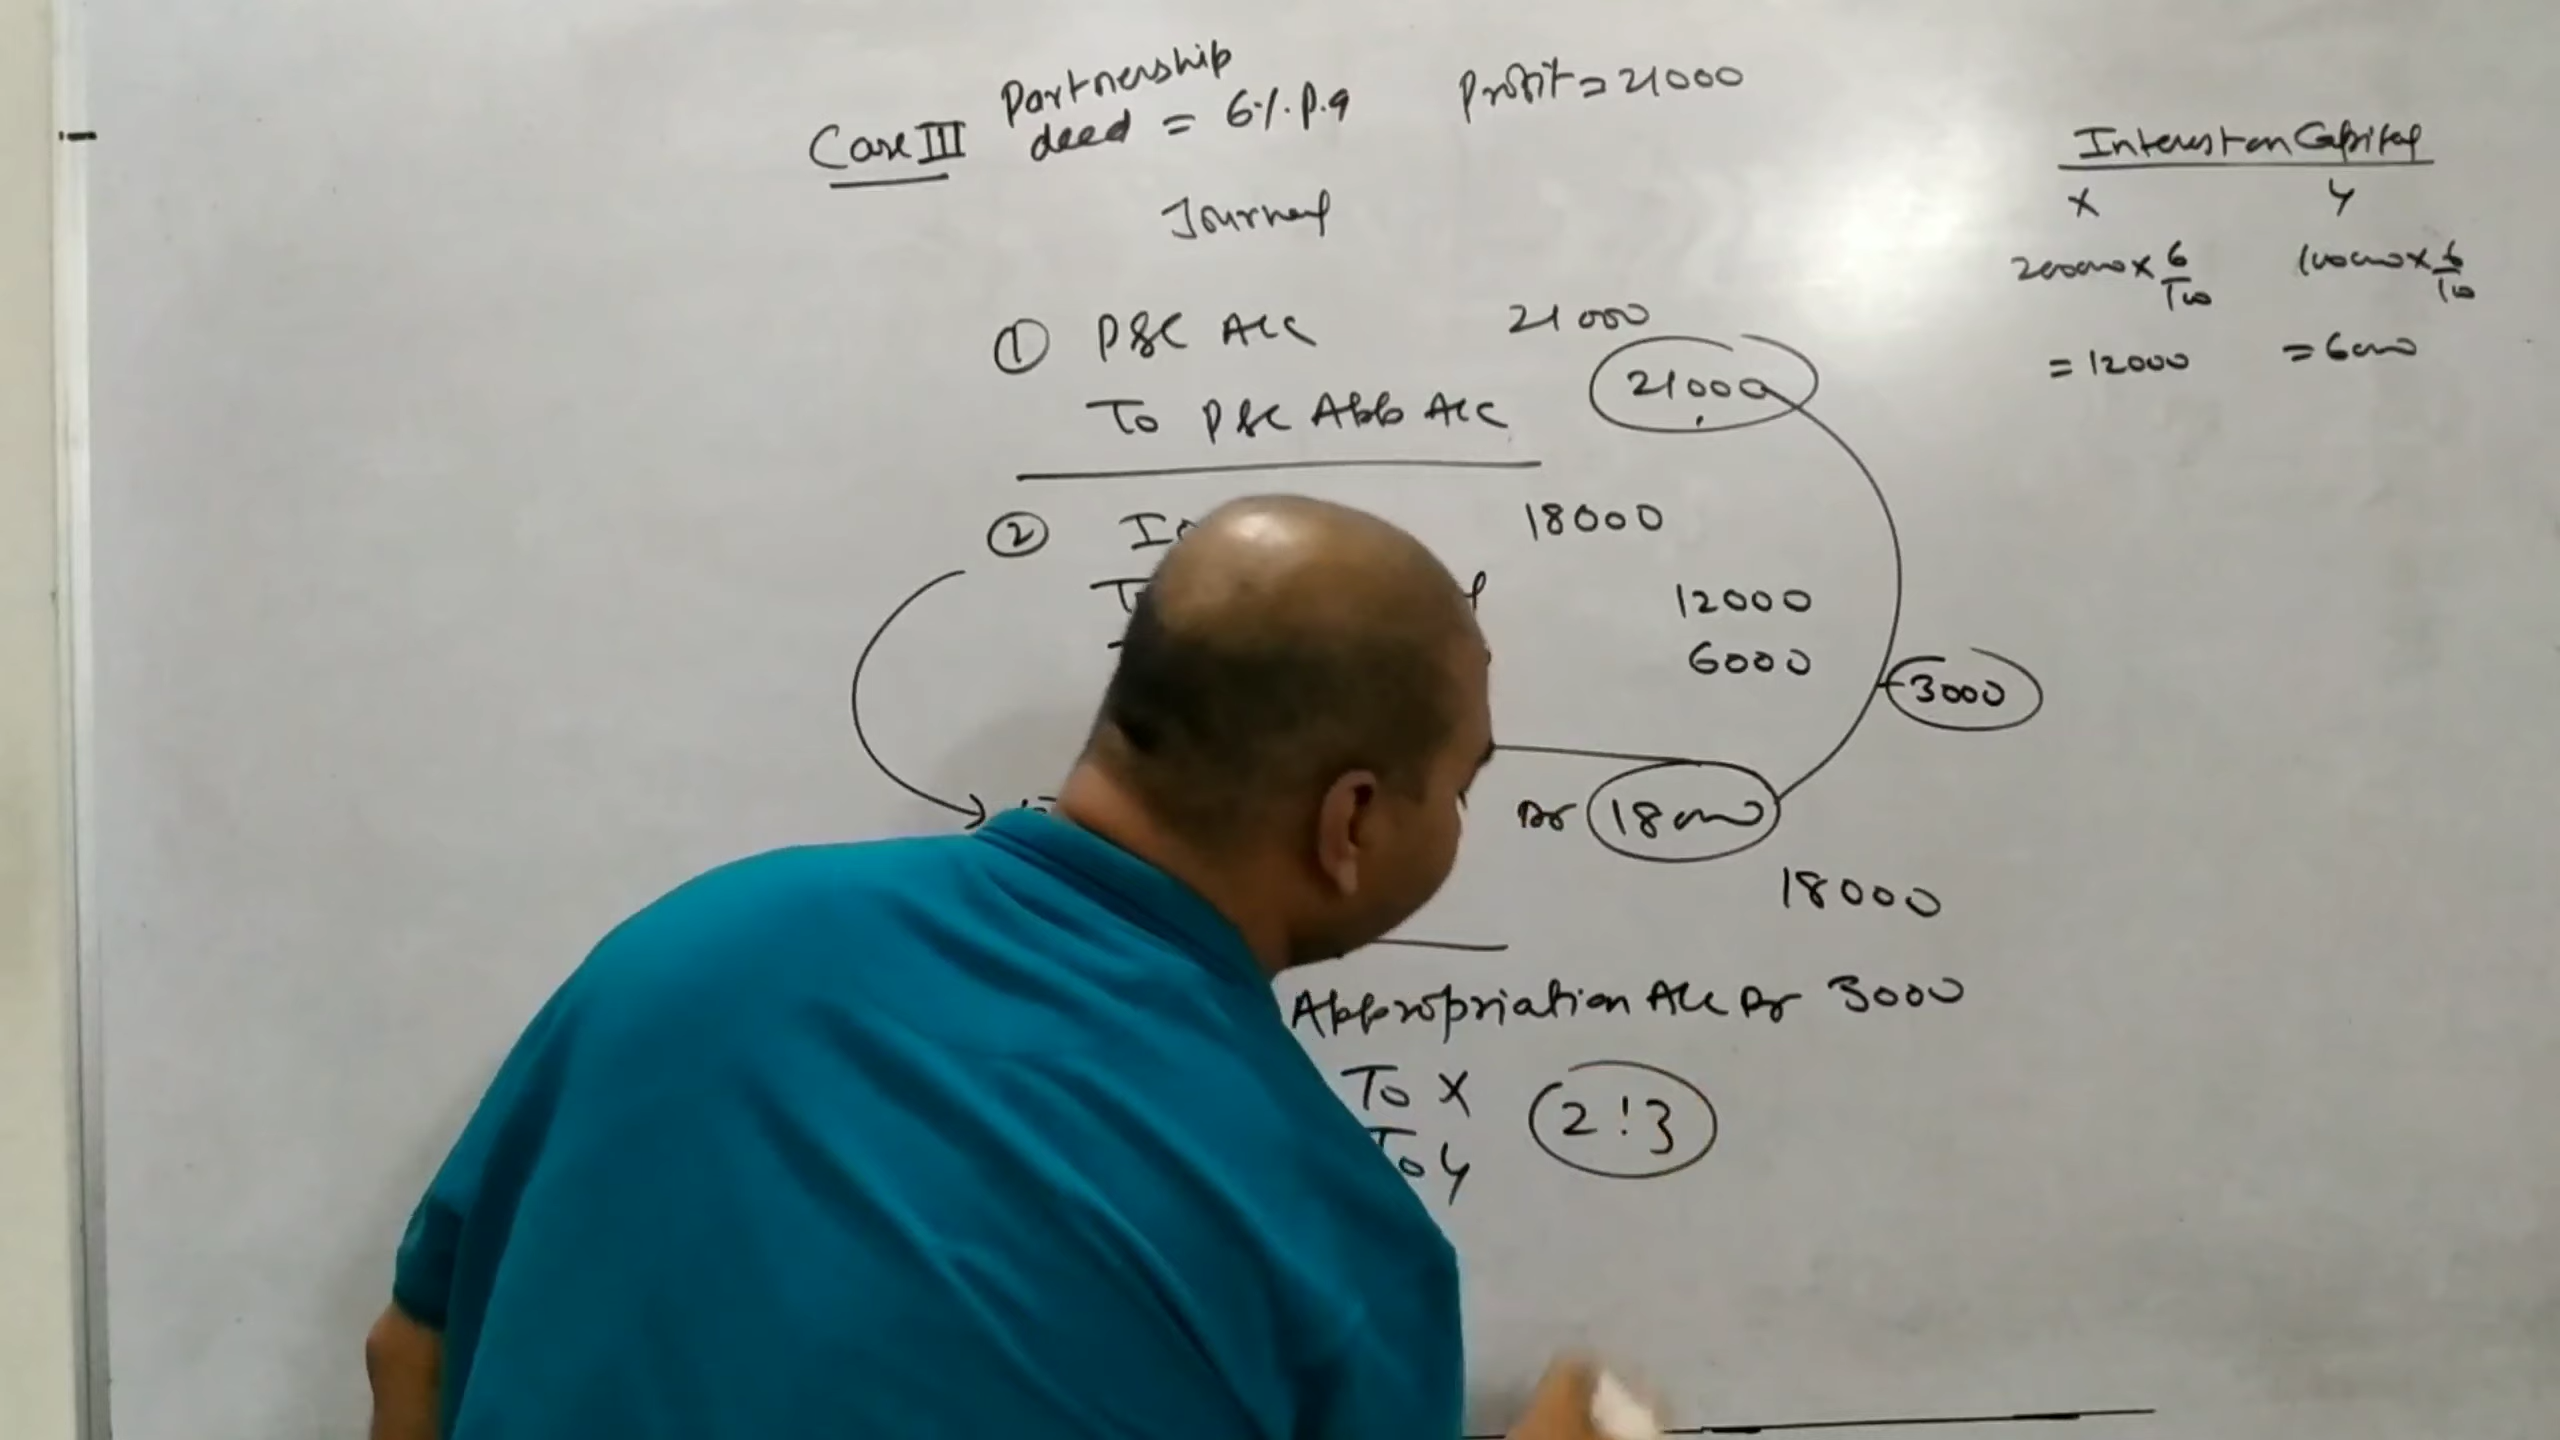 Partnership
Case III deed = 6%. P.a Profit = 21000
Journal
① P&L A/c 21000
To P&L App A/c 21000
② 18000
12000
6000
3000
Dr 18000
18000
Appropriation A/c Dr 3000
To X 2:3
To Y
Interest on Capital
X Y
200000 x 6/100 100000 x 6/100
= 12000 = 6000